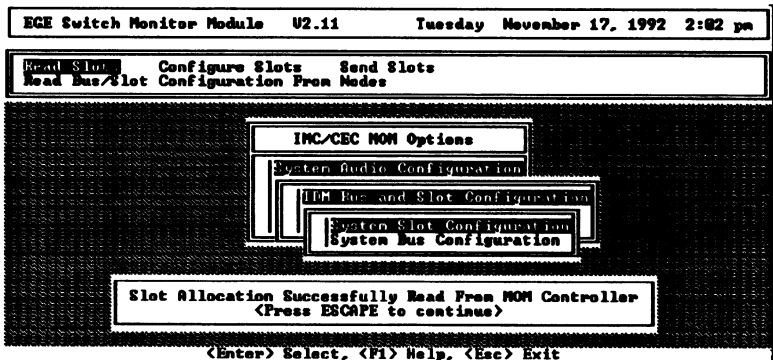 EGE Switch Monitor Module V2.11 Tuesday November 17, 1992 2:02 pm
Read Slots Configure Slots Send Slots
Read Bus/Slot Configuration From Nodes
IMC/CEC MOM Options
System Audio Configuration
TDM Bus and Slot Configuration
System Slot Configuration
System Bus Configuration
Slot Allocation Successfully Read From MOM Controller
<Press ESCAPE to continue>
<Enter> Select, <F1> Help, <Esc> Exit